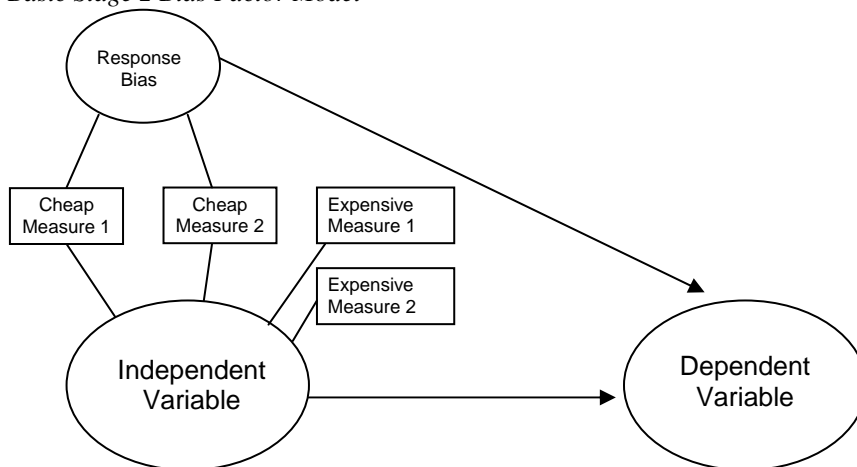 Basic Stage 2 Bias Factor Model
Response
Bias
Cheap
Measure 1
Cheap
Measure 2
Expensive
Measure 1
Expensive
Measure 2
Independent
Variable
Dependent
Variable